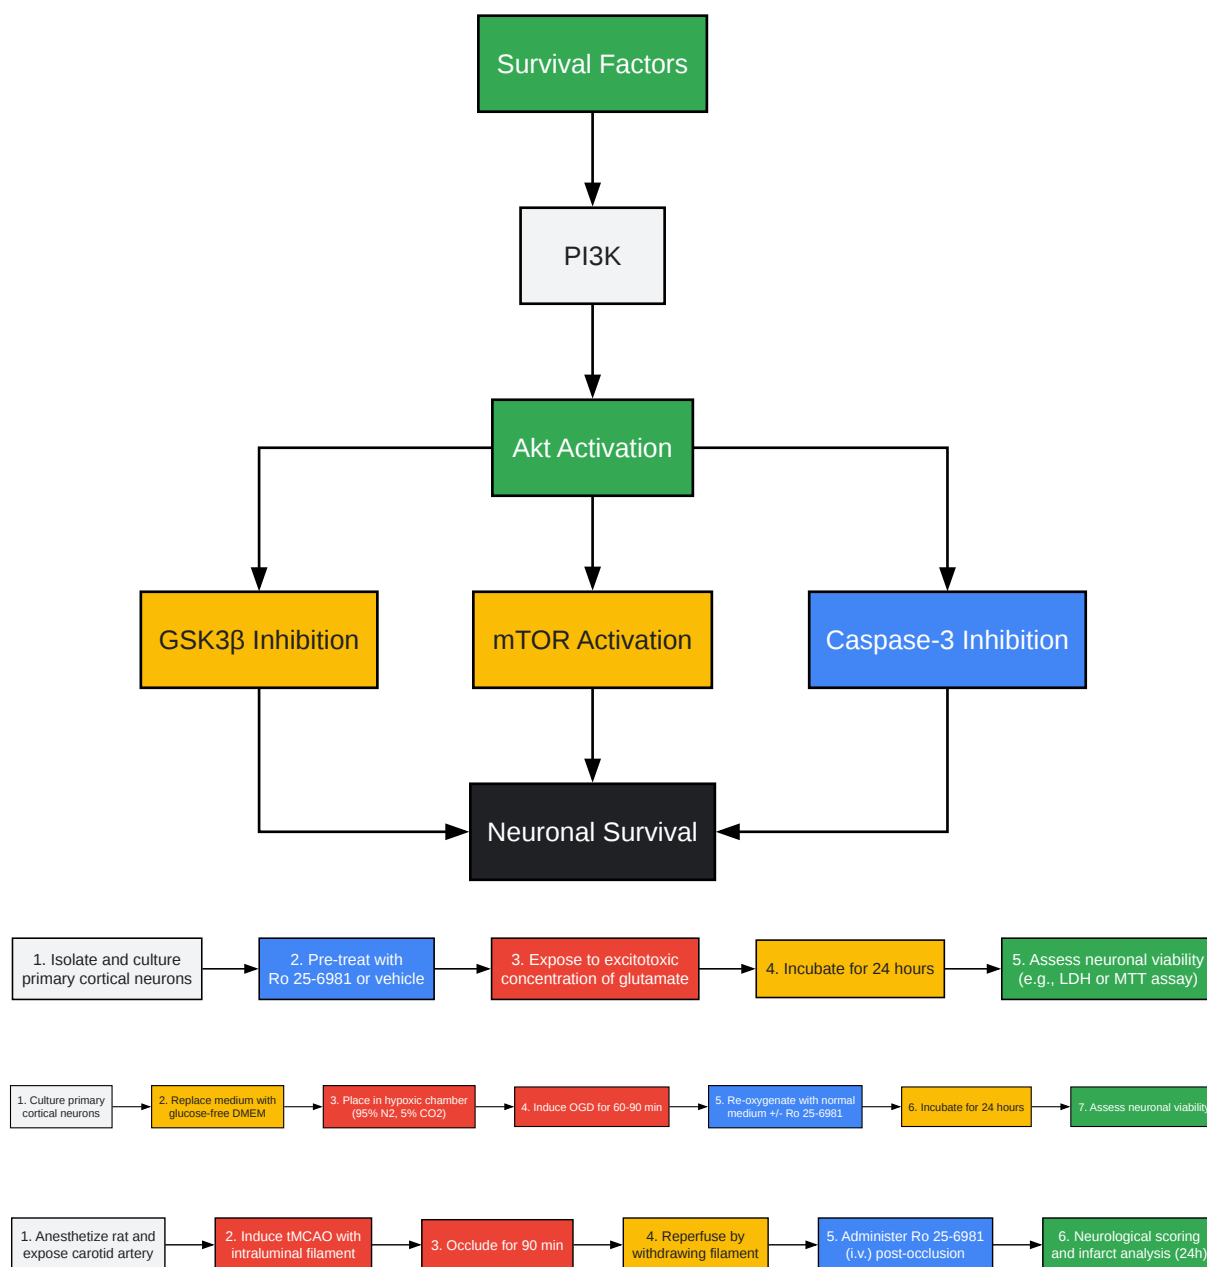 Survival Factors
PI3K
Akt Activation
GSK3β Inhibition
mTOR Activation
Caspase-3 Inhibition
Neuronal Survival
1. Isolate and culture
primary cortical neurons
2. Pre-treat with
Ro 25-6981 or vehicle
3. Expose to excitotoxic
concentration of glutamate
4. Incubate for 24 hours
5. Assess neuronal viability
(e.g., LDH or MTT assay)
1. Culture primary
cortical neurons
2. Replace medium with
glucose-free DMEM
3. Place in hypoxic chamber
(95% N2, 5% CO2)
4. Induce OGD for 60-90 min
5. Re-oxygenate with normal
medium +/- Ro 25-6981
6. Incubate for 24 hours
7. Assess neuronal viability
1. Anesthetize rat and
expose carotid artery
2. Induce tMCAO with
intraluminal filament
3. Occlude for 90 min
4. Reperfuse by
withdrawing filament
5. Administer Ro 25-6981
(i.v.) post-occlusion
6. Neurological scoring
and infarct analysis (24h)